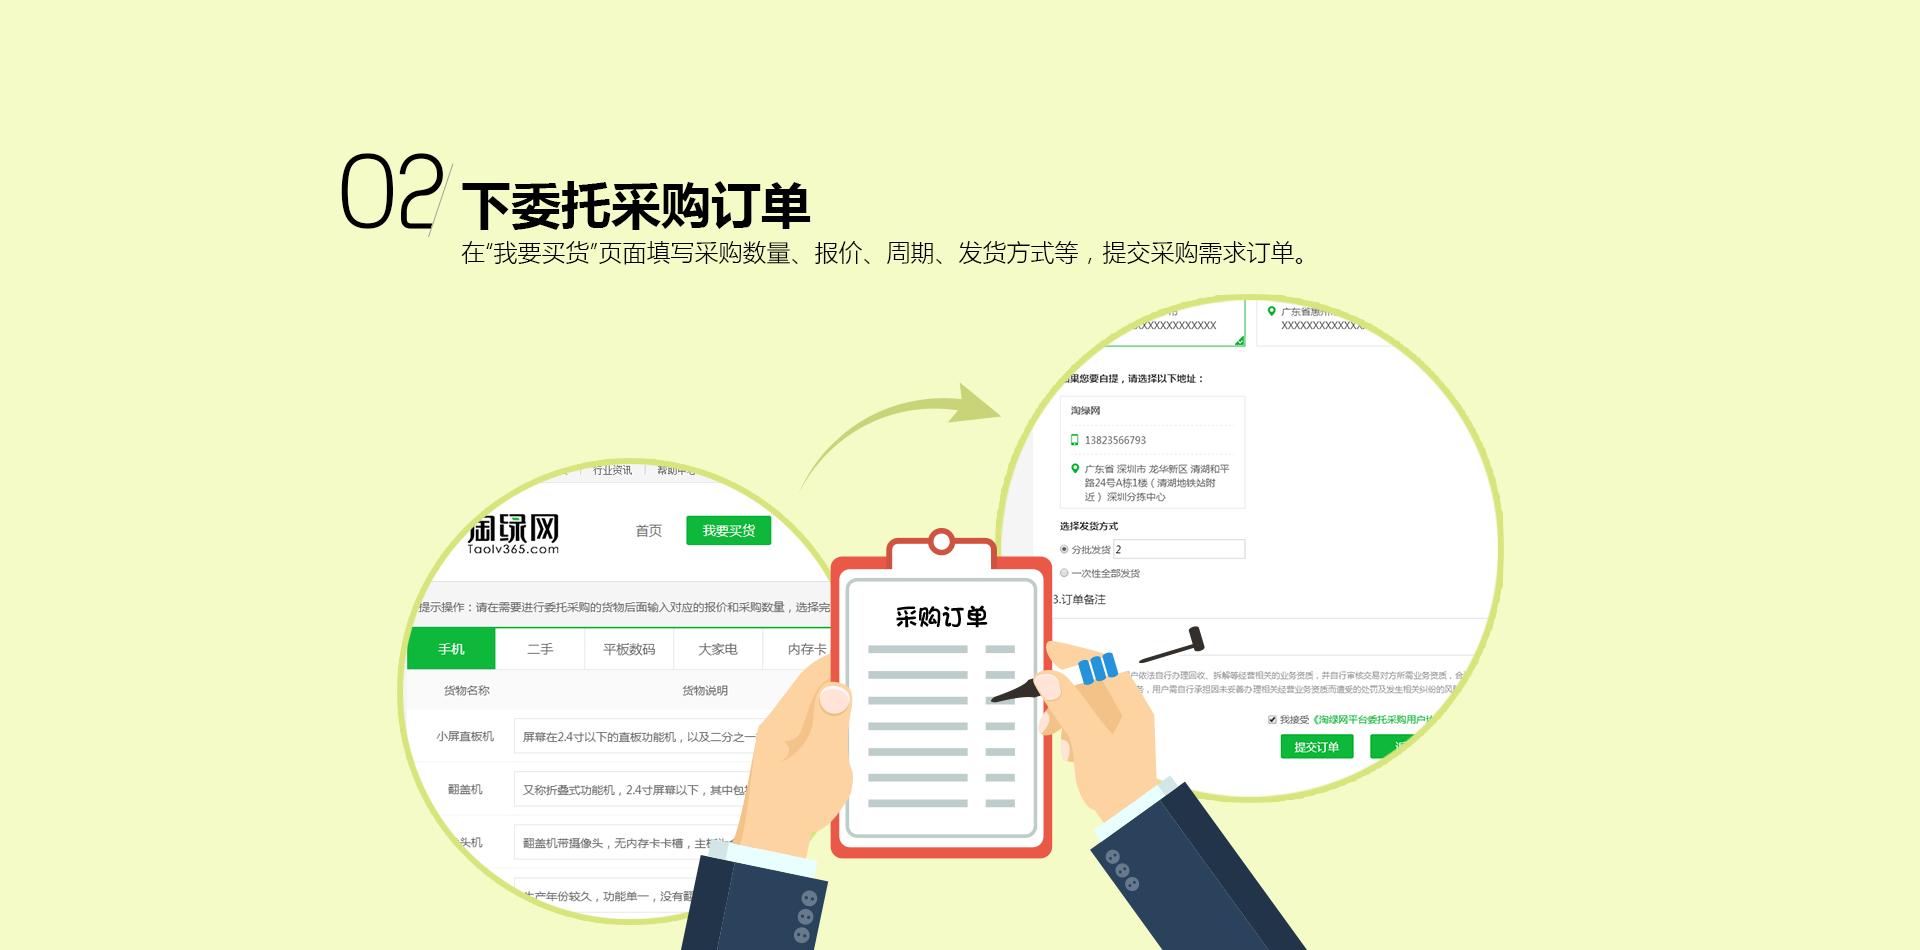 02
下委托采购订单
在“我要买货”页面填写采购数量、报价、周期、发货方式等，提交采购需求订单。
行业资讯 帮助中心
淘绿网
Taolv365.com
首页 我要买货
提示操作：请在需要进行委托采购的货物后面输入对应的报价和采购数量，选择完
手机 二手 平板数码 大家电 内存卡
货物名称 货物说明
小屏直板机 屏幕在2.4寸以下的直板功能机，以及二分之一
翻盖机 又称折叠式功能机，2.4寸屏幕以下，其中包
头机 翻盖机带摄像头，无内存卡卡槽，主板
生产年份较久，功能单一，没有翻
采购订单
XXXXXXXXXXXXX
广东省惠州
XXXXXXXXXXXXX
如果您要自提，请选择以下地址：
淘绿网
13823566793
广东省 深圳市 龙华新区 清湖和平
路24号A栋1楼（清湖地铁站附
近） 深圳分拣中心
选择发货方式
分批发货 2
一次性全部发货
3.订单备注
户依法自行办理回收、拆解等经营相关的业务资质，并自行审核交易对方所需业务资质，合
务，用户需自行承担因未妥善办理相关经营业务资质而遭受的处罚及发生相关纠纷的风
我接受《淘绿网平台委托采购用户
提交订单